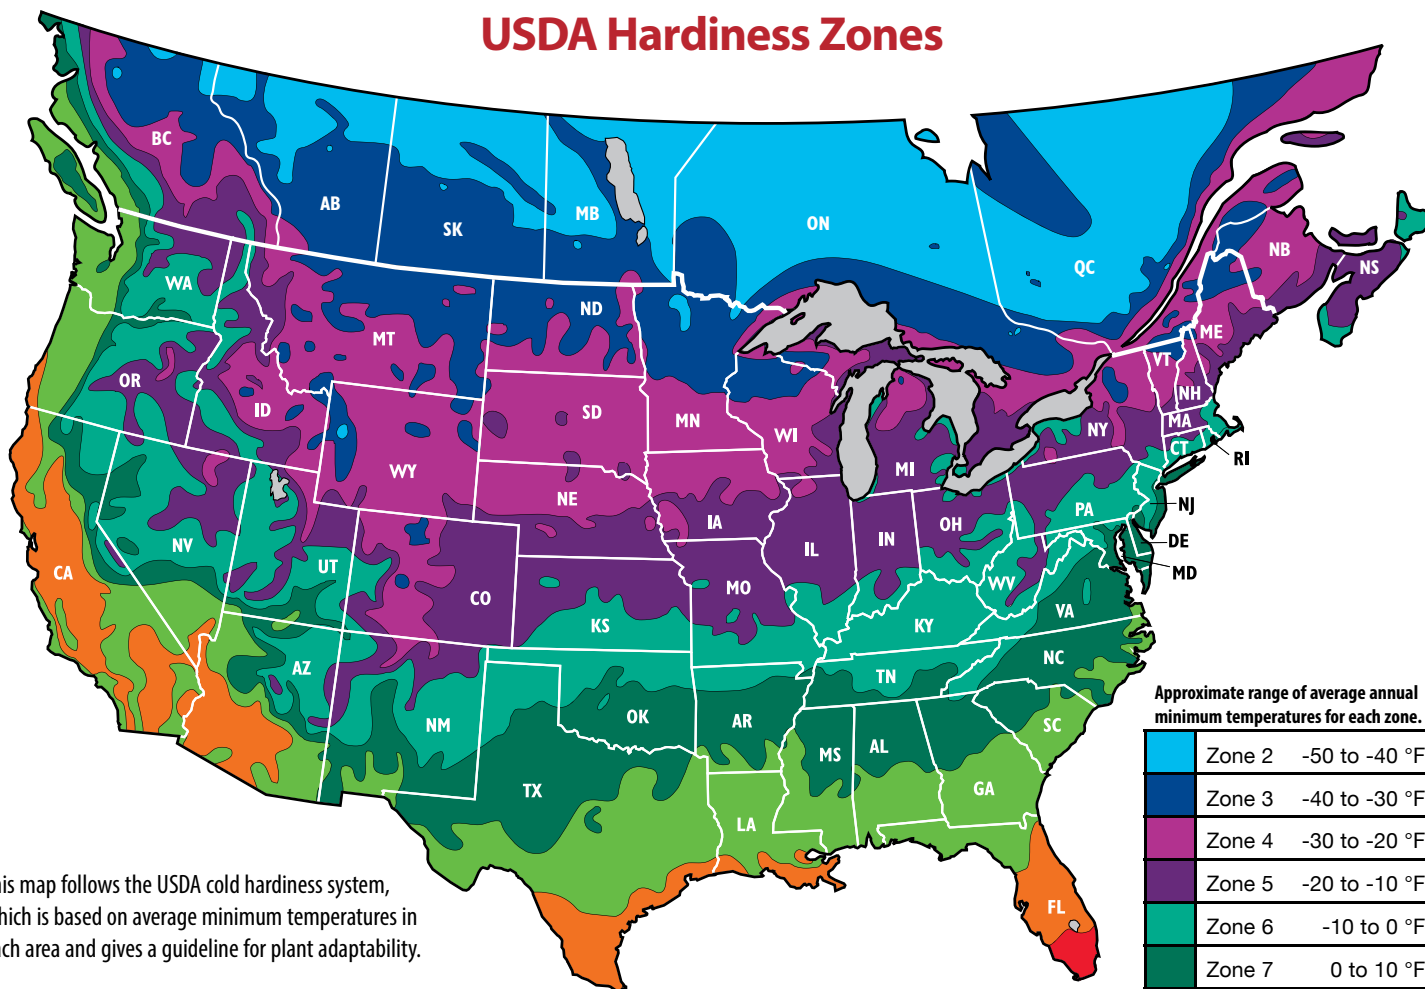 USDA Hardiness Zones
BC
AB
SK
MB
ON
QC
NB
NS
WA
MT
ND
ME
VT
NH
OR
ID
SD
MN
WI
NY
MA
CT
RI
WY
MI
NE
IA
PA
NJ
OH
NV
IL
IN
DE
UT
CA
MO
WV
MD
CO
KS
KY
VA
AZ
TN
NC
NM
OK
AR
SC
MS
AL
TX
GA
LA
FL
Approximate range of average annual
minimum temperatures for each zone.
Zone 2 -50 to -40 °F
Zone 3 -40 to -30 °F
Zone 4 -30 to -20 °F
Zone 5 -20 to -10 °F
Zone 6 -10 to 0 °F
Zone 7 0 to 10 °F
his map follows the USDA cold hardiness system,
hich is based on average minimum temperatures in
ach area and gives a guideline for plant adaptability.